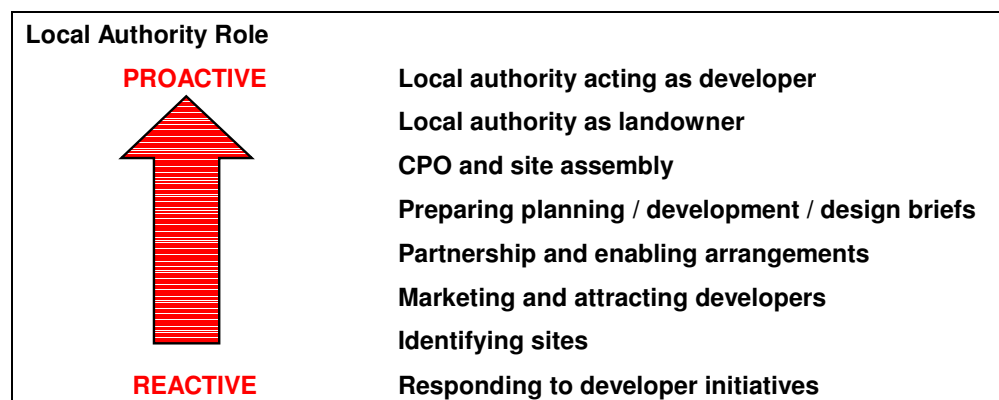 Local Authority Role
PROACTIVE Local authority acting as developer
Local authority as landowner
CPO and site assembly
Preparing planning / development / design briefs
Partnership and enabling arrangements
Marketing and attracting developers
Identifying sites
REACTIVE Responding to developer initiatives